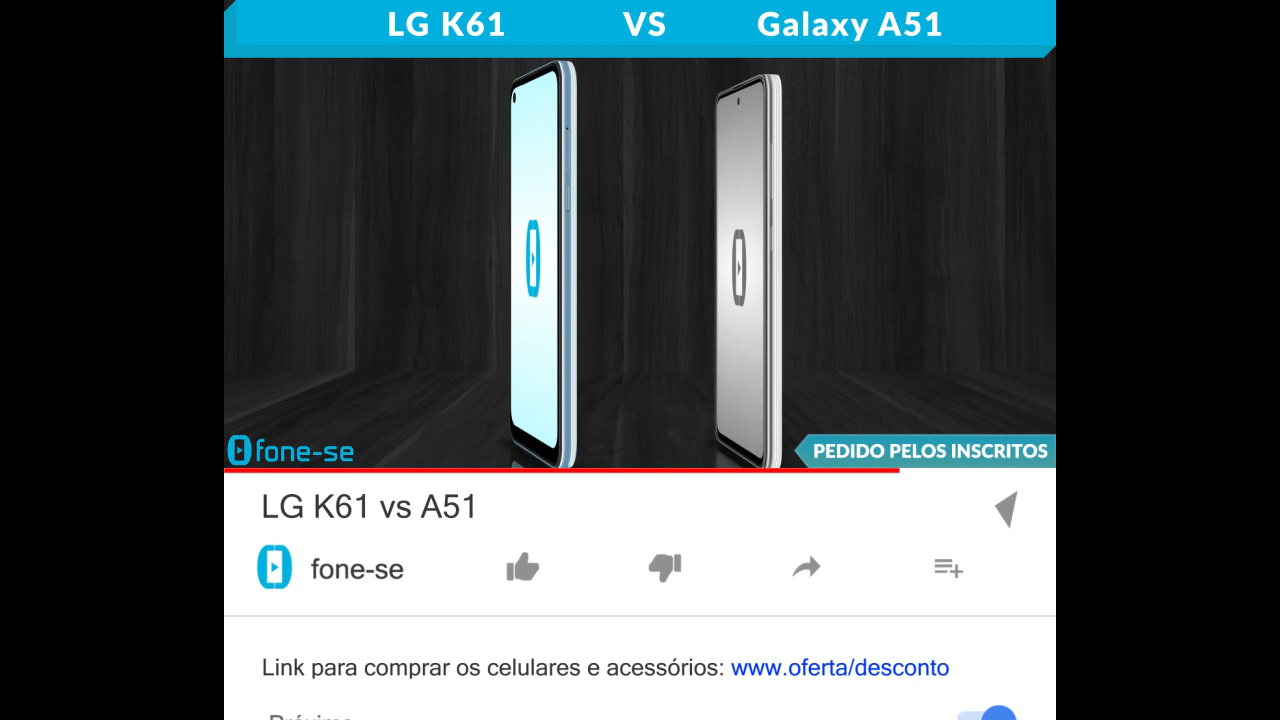 LG K61 VS Galaxy A51
fone-se
PEDIDO PELOS INSCRITOS
LG K61 vs A51
fone-se
Link para comprar os celulares e acessórios: www.oferta/desconto